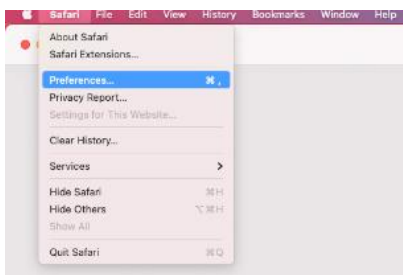 Safari File Edit View History Bookmarks Window Help
About Safari
Safari Extensions...
Preferences... ⌘ ,
Privacy Report...
Settings for This Website...
Clear History...
Services >
Hide Safari ⌘H
Hide Others ⌥⌘H
Show All
Quit Safari ⌘Q